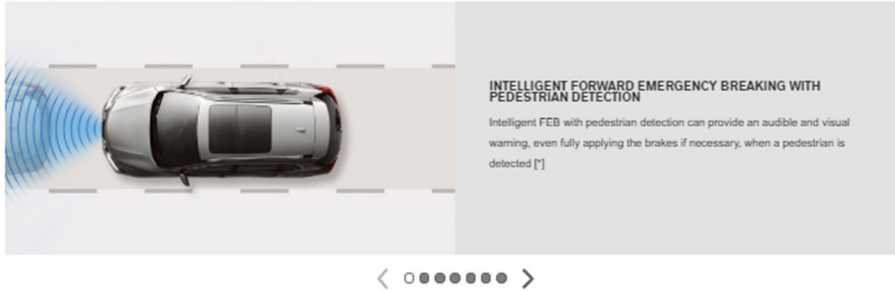 INTELLIGENT FORWARD EMERGENCY BREAKING WITH
PEDESTRIAN DETECTION
Intelligent FEB with pedestrian detection can provide an audible and visual
warning, even fully applying the brakes if necessary, when a pedestrian is
detected [*]